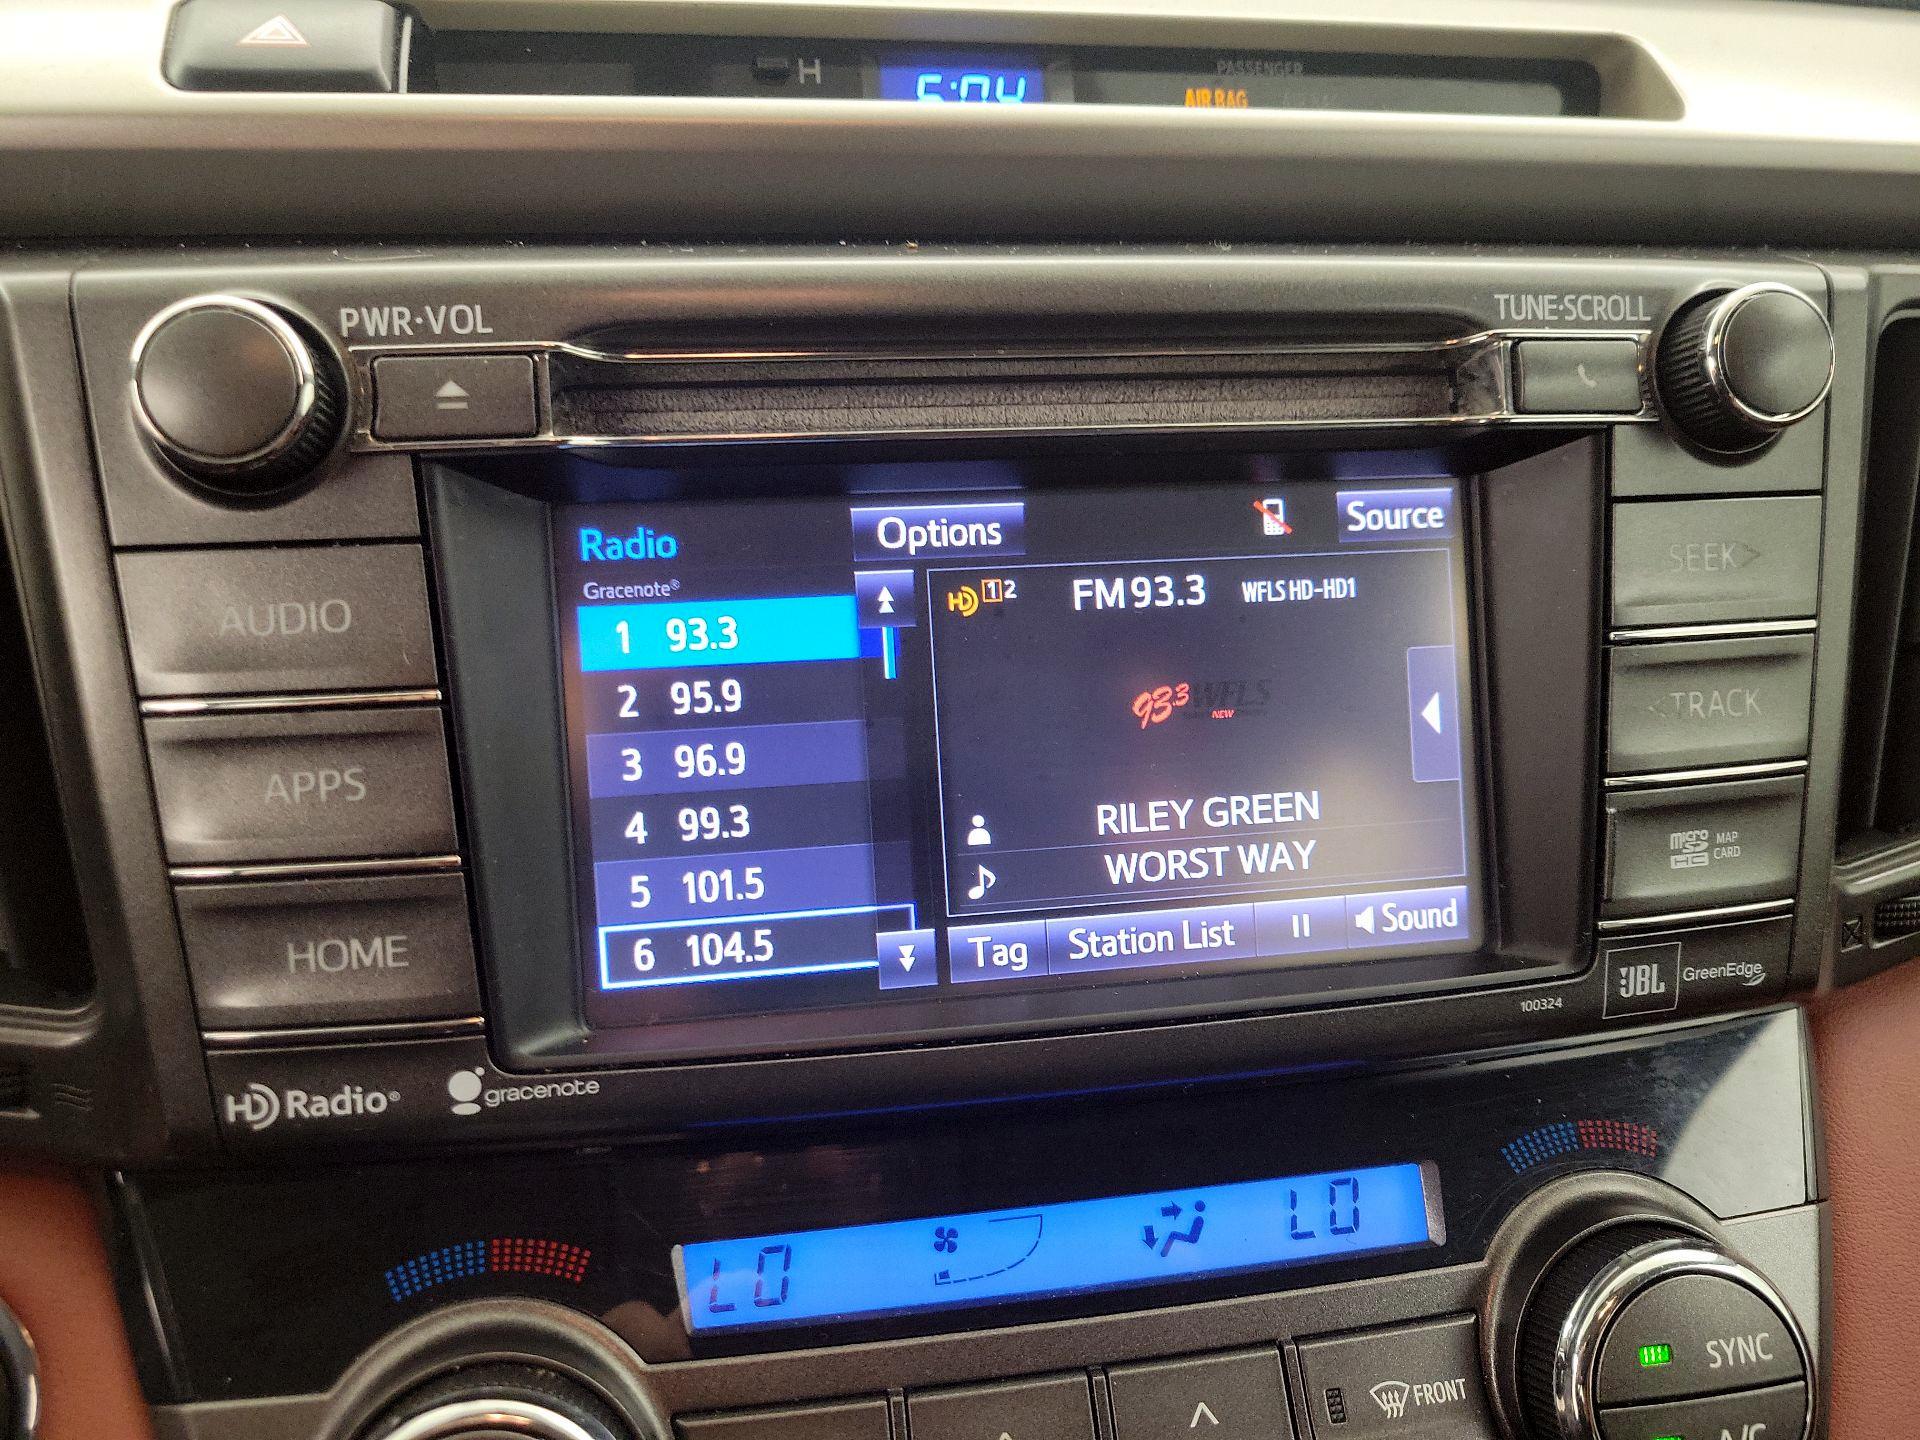 H
5:04
PASSENGER
AIR BAG
PWR·VOL
TUNE·SCROLL
Radio
Options
Source
Gracenote®
1 93.3
2 95.9
3 96.9
4 99.3
5 101.5
6 104.5
HD 1 2
FM 93.3
WFLS HD-HD1
93.3 WFLS
NEW
RILEY GREEN
WORST WAY
Tag
Station List
Sound
AUDIO
APPS
HOME
SEEK
TRACK
micro SD HC
MAP CARD
100324
JBL
GreenEdge
HD Radio®
gracenote
LO
LO
SYNC
FRONT
A/C